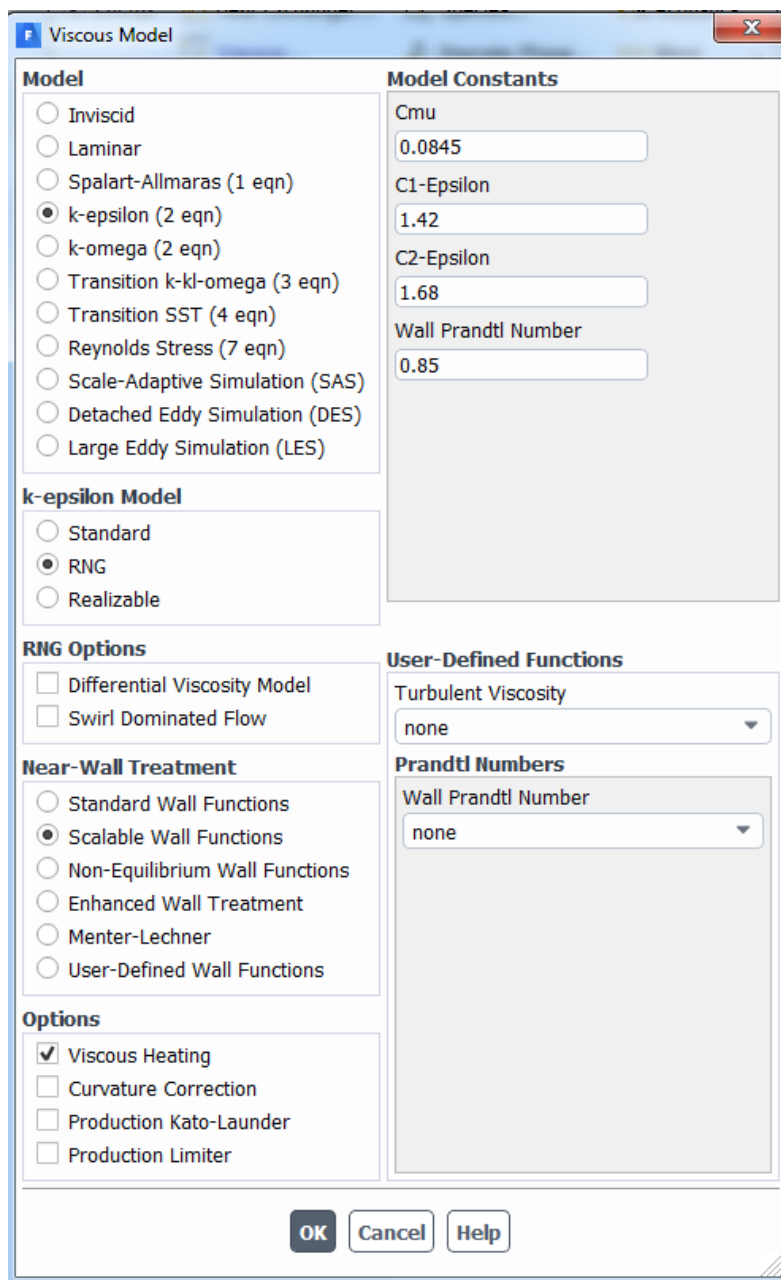 Viscous Model
Model
Inviscid
Laminar
Spalart-Allmaras (1 eqn)
k-epsilon (2 eqn)
k-omega (2 eqn)
Transition k-kl-omega (3 eqn)
Transition SST (4 eqn)
Reynolds Stress (7 eqn)
Scale-Adaptive Simulation (SAS)
Detached Eddy Simulation (DES)
Large Eddy Simulation (LES)
k-epsilon Model
Standard
RNG
Realizable
RNG Options
Differential Viscosity Model
Swirl Dominated Flow
Near-Wall Treatment
Standard Wall Functions
Scalable Wall Functions
Non-Equilibrium Wall Functions
Enhanced Wall Treatment
Menter-Lechner
User-Defined Wall Functions
Options
Viscous Heating
Curvature Correction
Production Kato-Launder
Production Limiter
Model Constants
Cmu
0.0845
C1-Epsilon
1.42
C2-Epsilon
1.68
Wall Prandtl Number
0.85
User-Defined Functions
Turbulent Viscosity
none
Prandtl Numbers
Wall Prandtl Number
none
OK
Cancel
Help